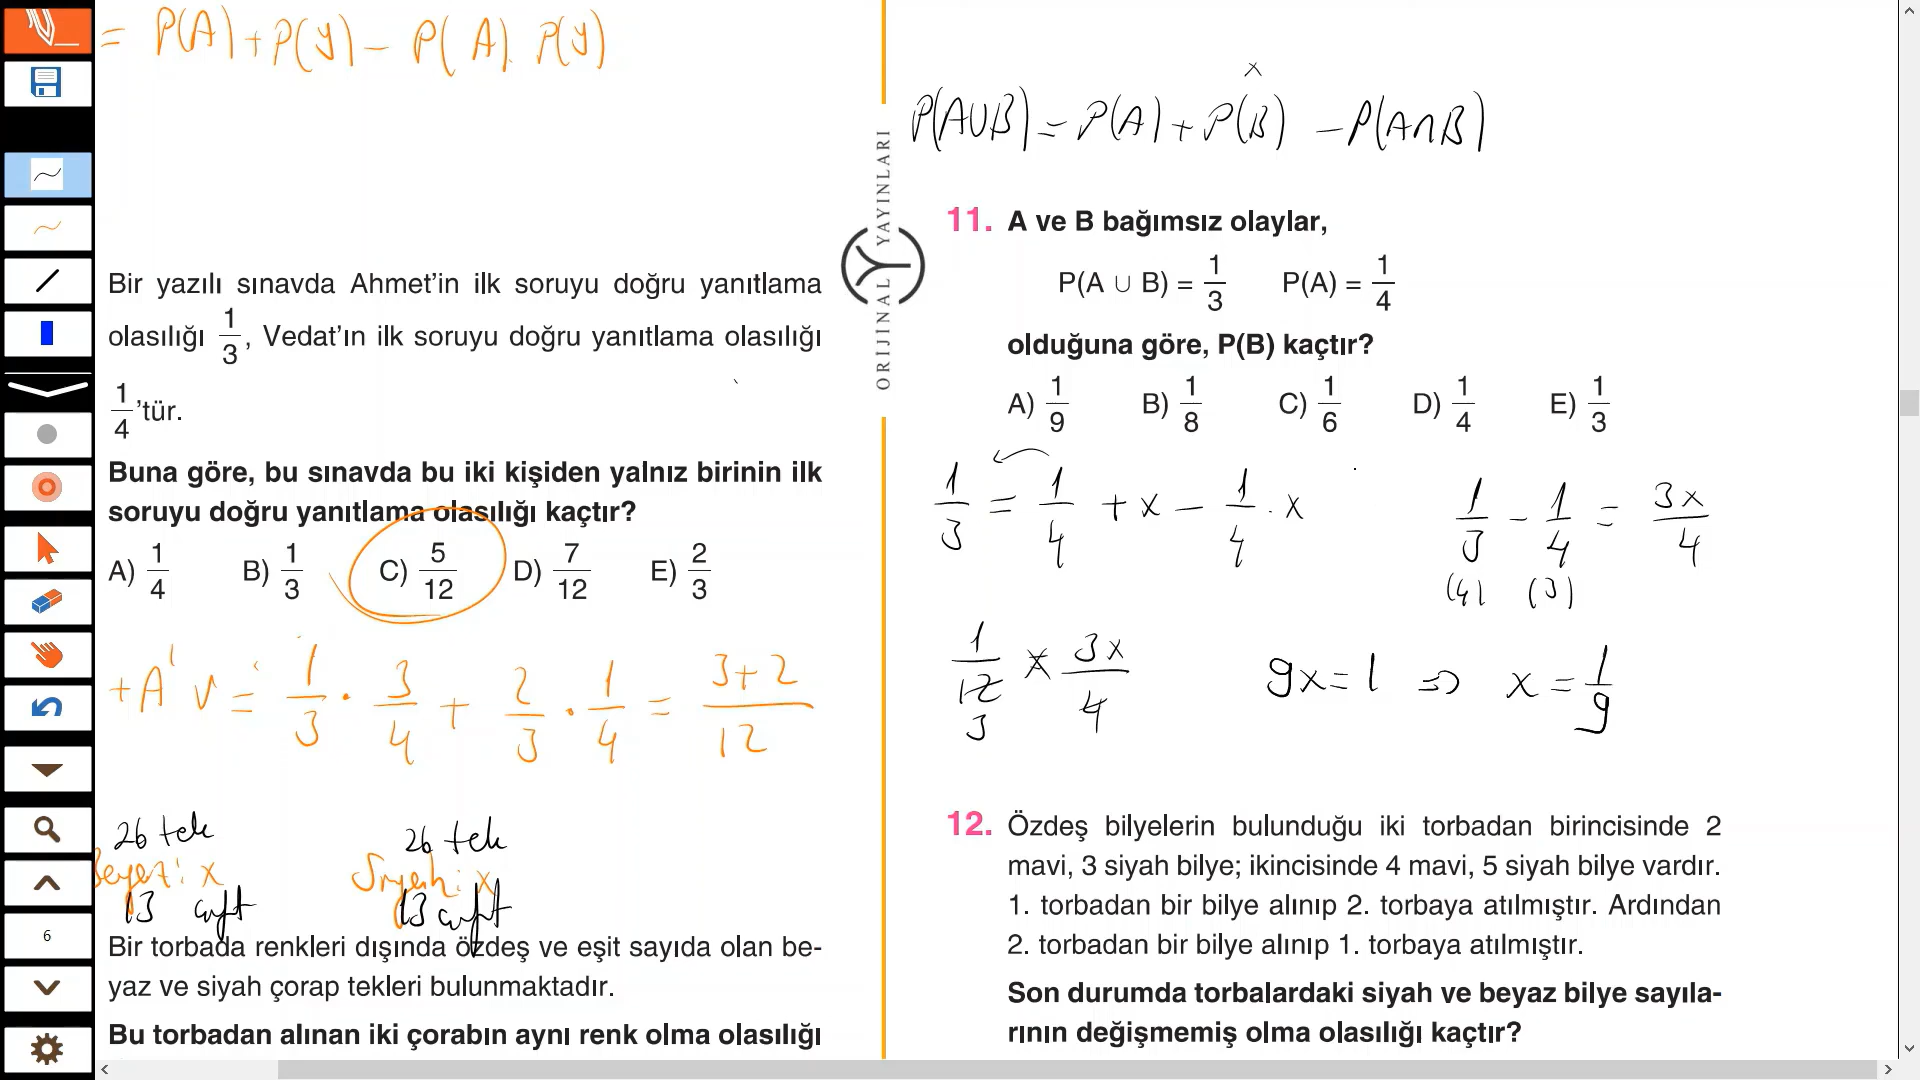 = P(A) + P(Y) - P(A). P(Y)
Bir yazılı sınavda Ahmet'in ilk soruyu doğru yanıtlama
olasılığı 1/3, Vedat'ın ilk soruyu doğru yanıtlama olasılığı
1/4'tür.
Buna göre, bu sınavda bu iki kişiden yalnız birinin ilk
soruyu doğru yanıtlama olasılığı kaçtır?
A) 1/4 B) 1/3 C) 5/12 D) 7/12 E) 2/3
+A' V = 1/3 . 3/4 + 2/3 . 1/4 = 3+2/12
26 tek 26 tek
Beyaz: x Siyah: x
13 çift 13 çift
Bir torbada renkleri dışında özdeş ve eşit sayıda olan be-
yaz ve siyah çorap tekleri bulunmaktadır.
Bu torbadan alınan iki çorabın aynı renk olma olasılığı
6
ORİJİNAL YAYINLARI
x
P(A∪B) = P(A) + P(B) - P(A∩B)
11. A ve B bağımsız olaylar,
P(A ∪ B) = 1/3 P(A) = 1/4
olduğuna göre, P(B) kaçtır?
A) 1/9 B) 1/8 C) 1/6 D) 1/4 E) 1/3
1/3 = 1/4 + x - 1/4 . x
1/3 - 1/4 = 3x/4
(4) (3)
1/12 3x/4
3
9x = 1 ⇒ x = 1/9
12. Özdeş bilyelerin bulunduğu iki torbadan birincisinde 2
mavi, 3 siyah bilye; ikincisinde 4 mavi, 5 siyah bilye vardır.
1. torbadan bir bilye alınıp 2. torbaya atılmıştır. Ardından
2. torbadan bir bilye alınıp 1. torbaya atılmıştır.
Son durumda torbalardaki siyah ve beyaz bilye sayıla-
rının değişmemiş olma olasılığı kaçtır?